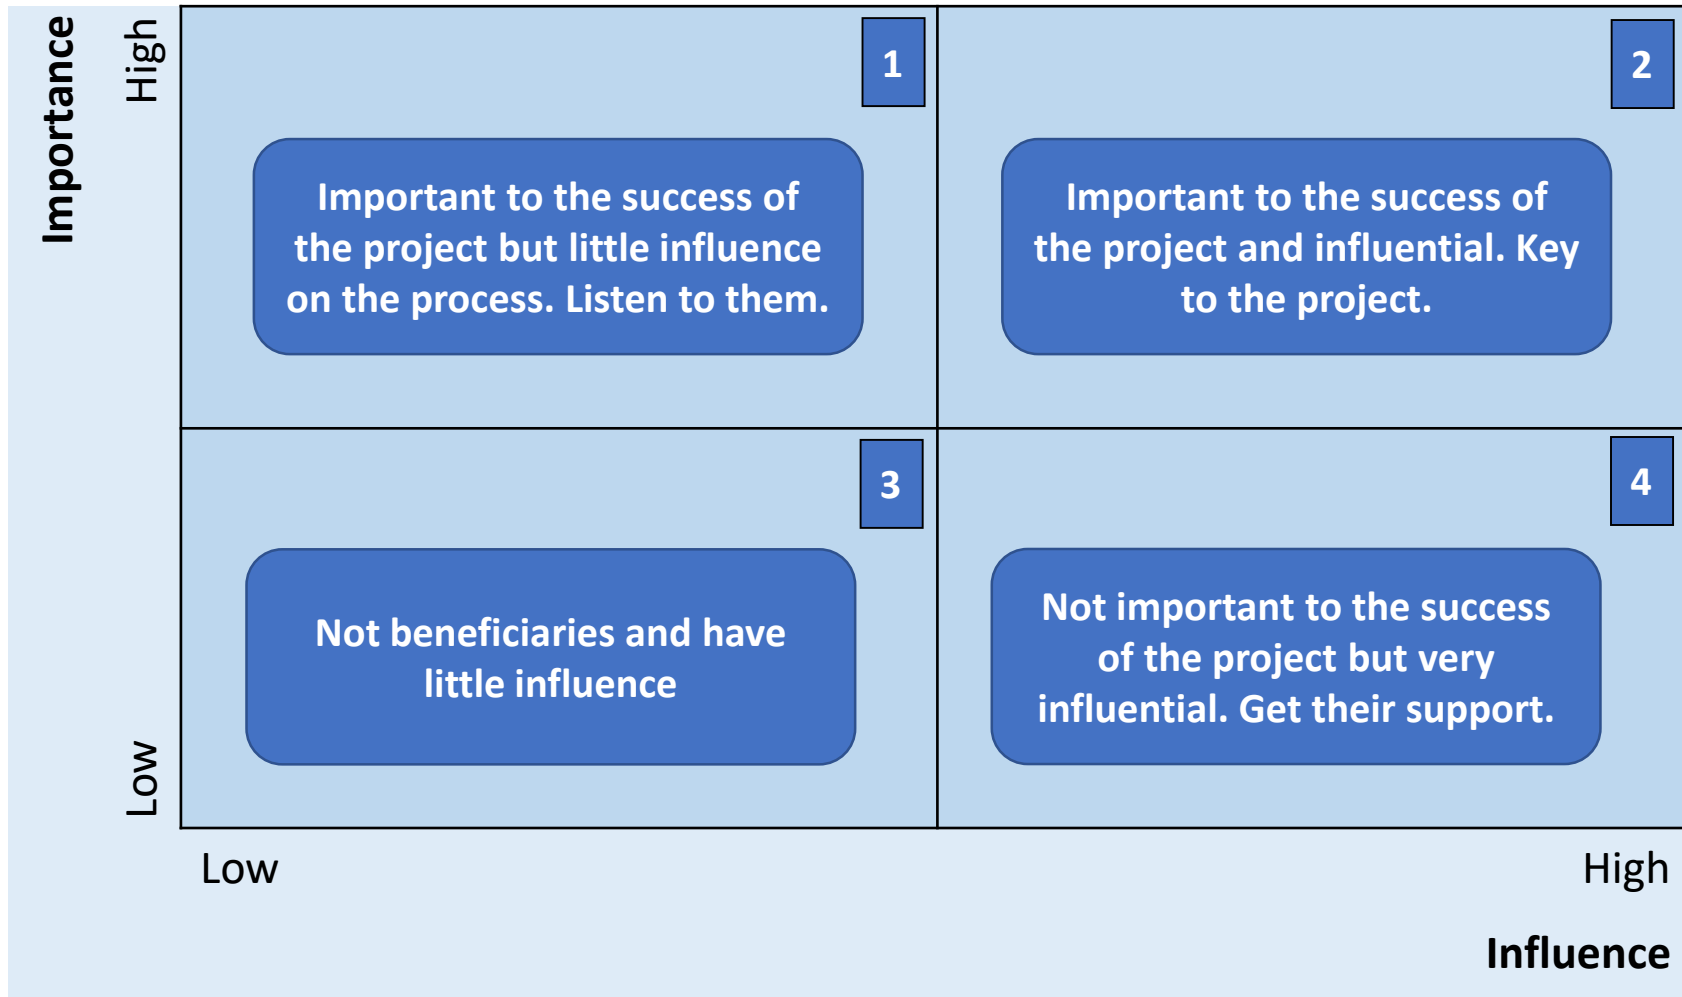 Importance
High
1
Important to the success of
the project but little influence
on the process. Listen to them.
2
Important to the success of
the project and influential. Key
to the project.
3
Not beneficiaries and have
little influence
4
Not important to the success
of the project but very
influential. Get their support.
Low
Low
High
Influence